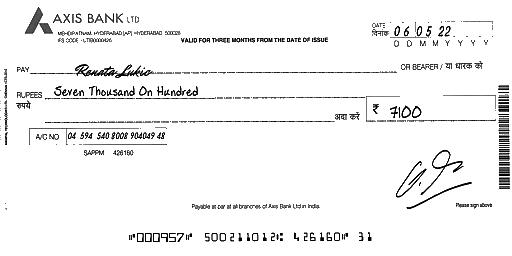 AXIS BANK LTD
MEHDIPATNAM, HYDERABAD [AP] HYDERABAD 500028
IFS CODE - UTIB0000426
VALID FOR THREE MONTHS FROM THE DATE OF ISSUE
DATE दिनांक 06 05 22
D D M M Y Y Y Y
PAY Renata Lukic OR BEARER / या धारक को
RUPEES रुपये Seven Thousand On Hundred
अदा करें ₹ 7100
A/C NO 04 594 540 8008 904049 48
SAPPM 426160
Payable at par at all branches of Axis Bank Ltd in India.
Please sign above
"000957" 500211012: 426160" 31